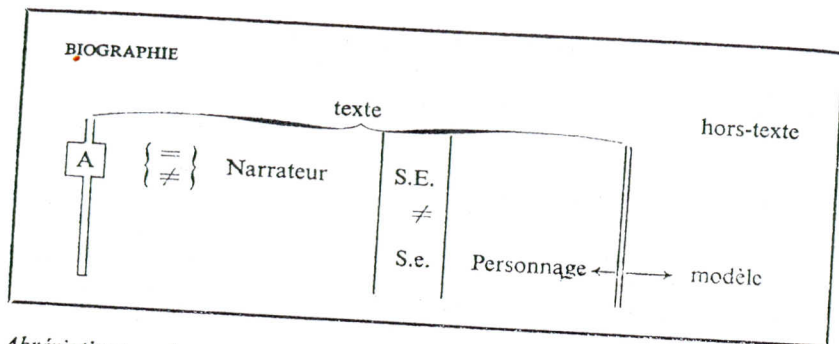 BIOGRAPHIE
texte
hors-texte
A { = ≠ } Narrateur
S.E.
≠
S.e.
Personnage ←→ modèle